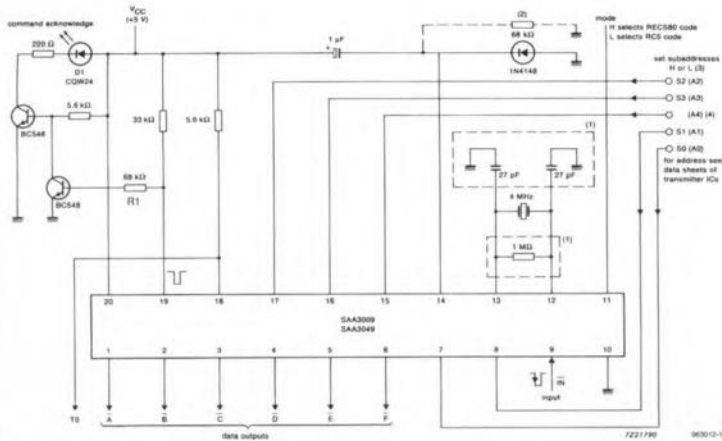 command acknowledge
VCC
(+5 V)
220 Ω
D1
CQW24
BC548
5.6 kΩ
BC548
68 kΩ
R1
33 kΩ
5.6 kΩ
1 µF
+
(2)
68 kΩ
1N4148
mode
H selects RECS80 code
L selects RC5 code
set subaddresses
H or L (3)
S2 (A2)
S3 (A3)
(A4) (4)
S1 (A1)
S0 (A0)
for address see
data sheets of
transmitter ICs
(1)
27 pF
27 pF
4 MHz
(1)
1 MΩ
20
19
18
17
16
15
14
13
12
11
SAA3009
SAA3049
1
2
3
4
5
6
7
8
9
10
T0
A
B
C
D
E
F
IN
input
data outputs
7Z21790